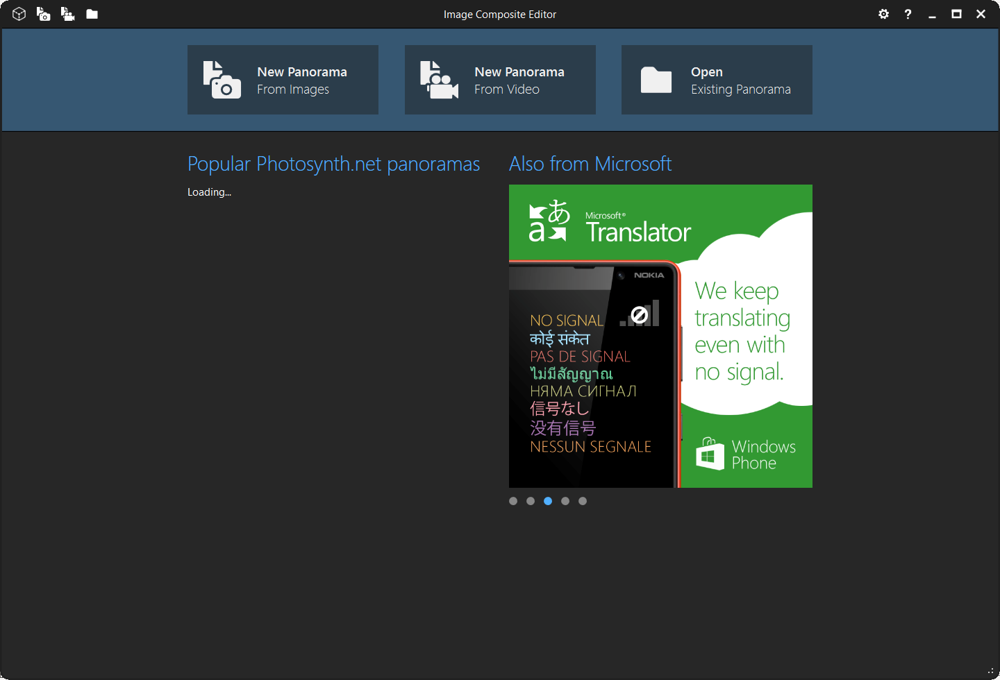 Image Composite Editor
New Panorama
From Images
New Panorama
From Video
Open
Existing Panorama
Popular Photosynth.net panoramas
Loading...
Also from Microsoft
a あ
Microsoft®
Translator
NOKIA
NO SIGNAL
कोई संकेत
PAS DE SIGNAL
ไม่มีสัญญาณ
НЯМА СИГНАЛ
信号なし
没有信号
NESSUN SEGNALE
We keep
translating
even with
no signal.
Windows
Phone